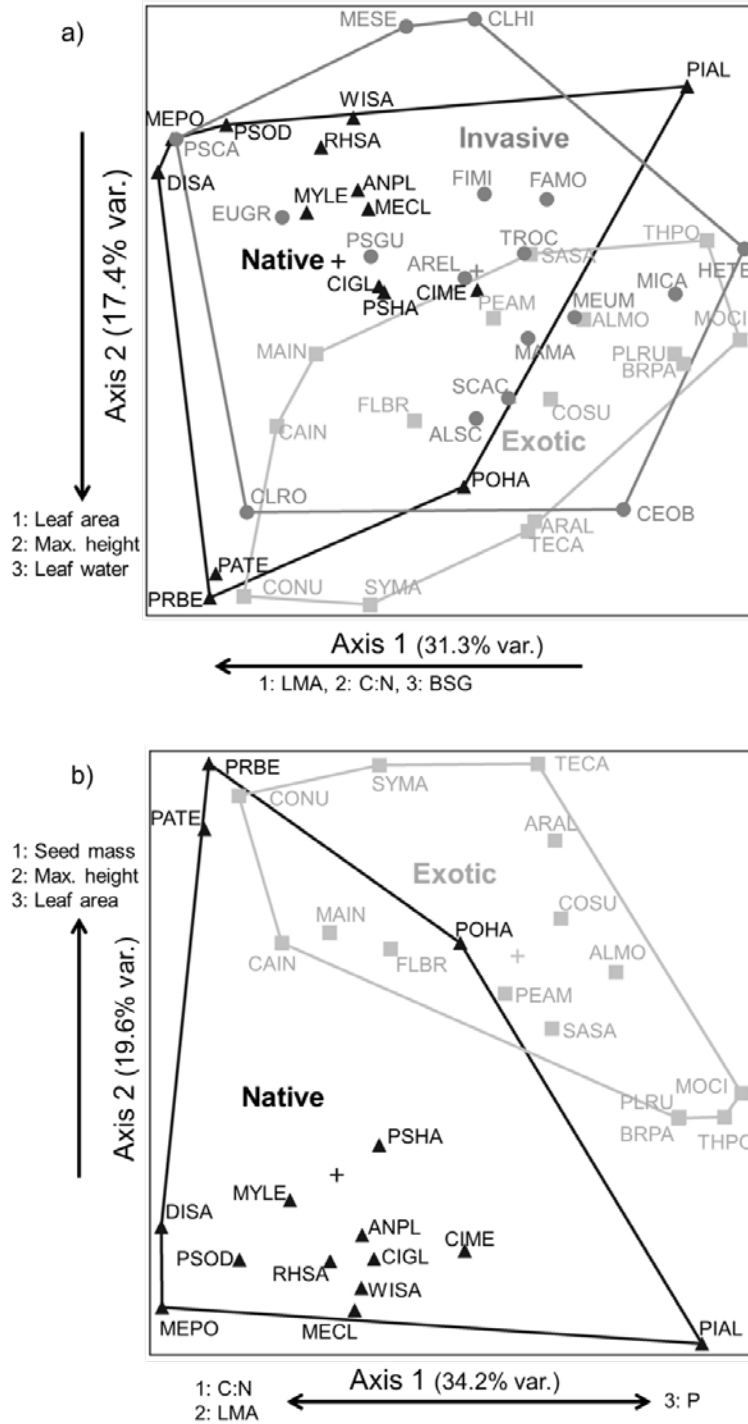 a)
MESE
CLHI
PIAL
WISA
MEPO
PSOD
PSCA
RHSA
Invasive
DISA
ANPL
FIMI
FAMO
MYLE
MECL
EUGR
THPO
PSGU
TROC
Native +
AREL
SASA
HETE
CIGL
MICA
PSHA
CIME
PEAM
MEUM
ALMO
MOCI
MAIN
MAMA
PLRU
BRPA
SCAC
FLBR
COSU
CAIN
ALSC
Exotic
POHA
CLRO
CEOB
ARAL
TECA
PATE
CONU
PRBE
SYMA
Axis 2 (17.4% var.)
1: Leaf area
2: Max. height
3: Leaf water
Axis 1 (31.3% var.)
1: LMA, 2: C:N, 3: BSG
b)
PRBE
TECA
SYMA
CONU
PATE
ARAL
Exotic
COSU
MAIN
POHA
ALMO
CAIN
FLBR
PEAM
SASA
MOCI
PLRU
BRPA
THPO
Native
PSHA
MYLE
DISA
ANPL
CIME
PSOD
RHSA
CIGL
WISA
MEPO
MECL
PIAL
1: Seed mass
2: Max. height
3: Leaf area
Axis 2 (19.6% var.)
Axis 1 (34.2% var.)
1: C:N
2: LMA
3: P